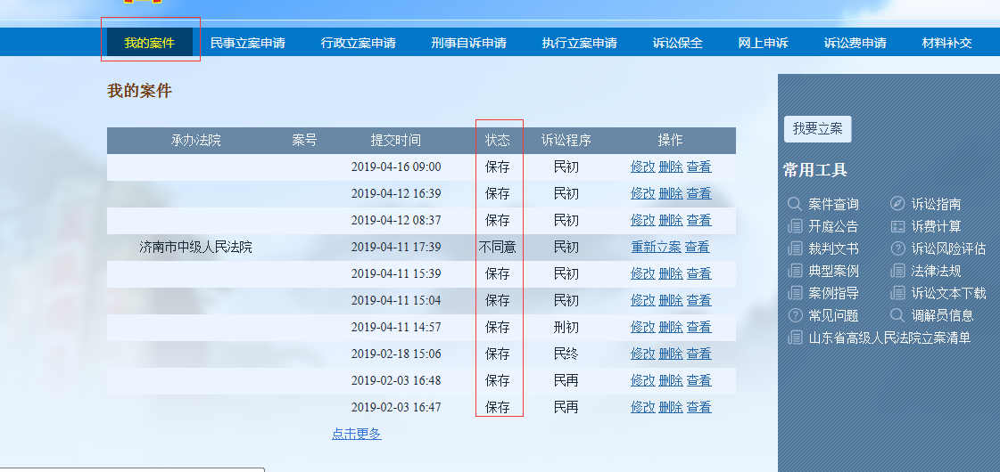 我的案件 民事立案申请 行政立案申请 刑事自诉申请 执行立案申请 诉讼保全 网上申诉 诉讼费申请 材料补交
我的案件
承办法院 案号 提交时间 状态 诉讼程序 操作
2019-04-16 09:00 保存 民初 修改 删除 查看
2019-04-12 16:39 保存 民初 修改 删除 查看
2019-04-12 08:37 保存 民初 修改 删除 查看
济南市中级人民法院 2019-04-11 17:39 不同意 民初 重新立案 查看
2019-04-11 15:39 保存 民初 修改 删除 查看
2019-04-11 15:04 保存 民初 修改 删除 查看
2019-04-11 14:57 保存 刑初 修改 删除 查看
2019-02-18 15:06 保存 民终 修改 删除 查看
2019-02-03 16:48 保存 民再 修改 删除 查看
2019-02-03 16:47 保存 民再 修改 删除 查看
点击更多
我要立案
常用工具
案件查询 诉讼指南
开庭公告 诉费计算
裁判文书 诉讼风险评估
典型案例 法律法规
案例指导 诉讼文本下载
常见问题 调解员信息
山东省高级人民法院立案清单